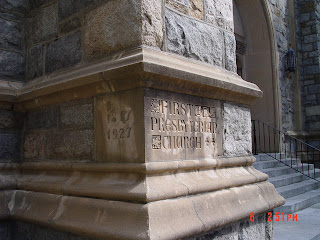 1927
FIRST
PRESBYTERIAN
CHURCH